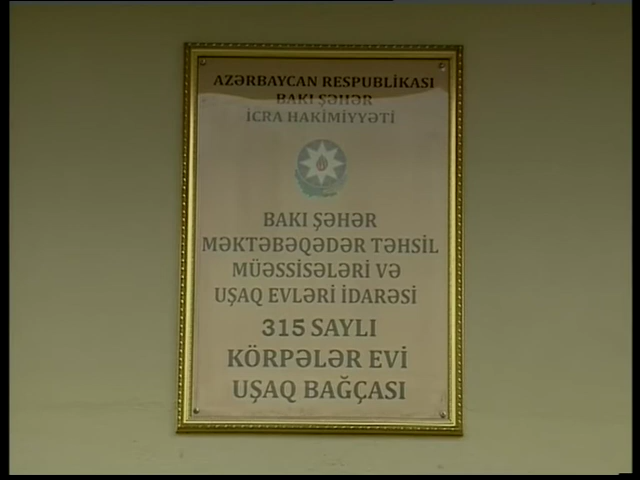 AZƏRBAYCAN RESPUBLİKASI
BAKI ŞƏHƏR
İCRA HAKİMİYYƏTİ
BAKI ŞƏHƏR
MƏKTƏBƏQƏDƏR TƏHSİL
MÜƏSSİSƏLƏRİ VƏ
UŞAQ EVLƏRİ İDARƏSİ
315 SAYLI
KÖRPƏLƏR EVİ
UŞAQ BAĞÇASI